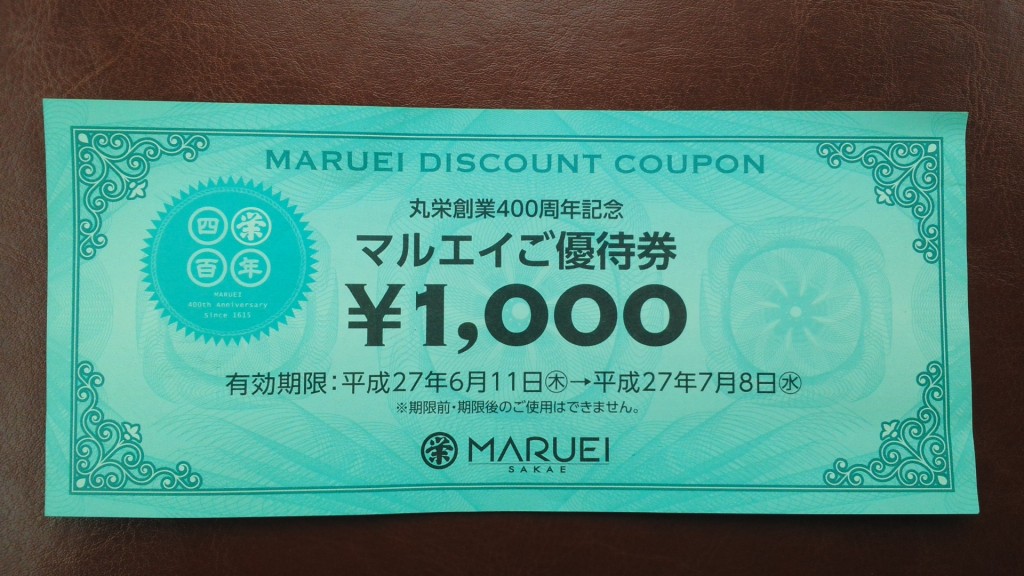 MARUEI DISCOUNT COUPON
丸栄創業400周年記念
マルエイご優待券
¥1,000
有効期限:平成27年6月11日㊍→平成27年7月8日㊌
※期限前・期限後のご使用はできません。
栄 MARUEI
SAKAE
四 栄
百 年
MARUEI
400th Anniversary
Since 1615